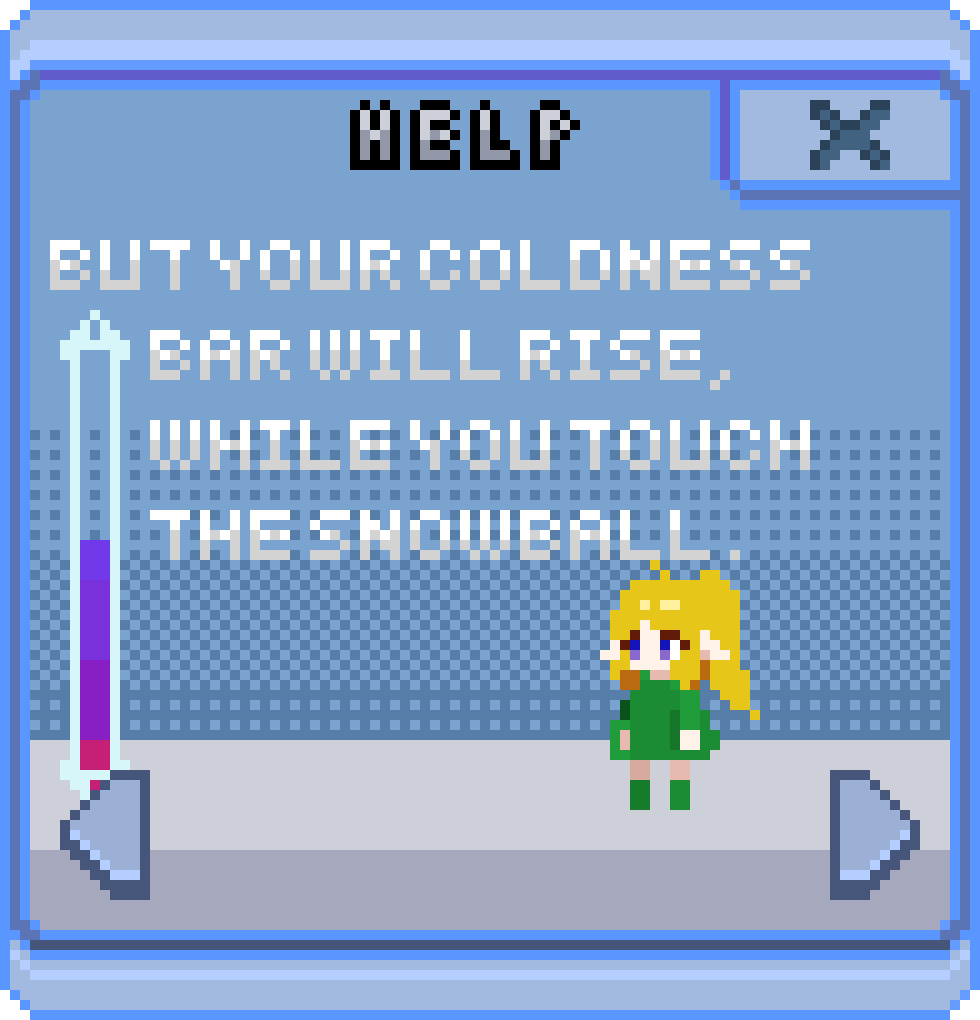 HELP
BUT YOUR COLDNESS
BAR WILL RISE,
WHILE YOU TOUCH
THE SNOWBALL.